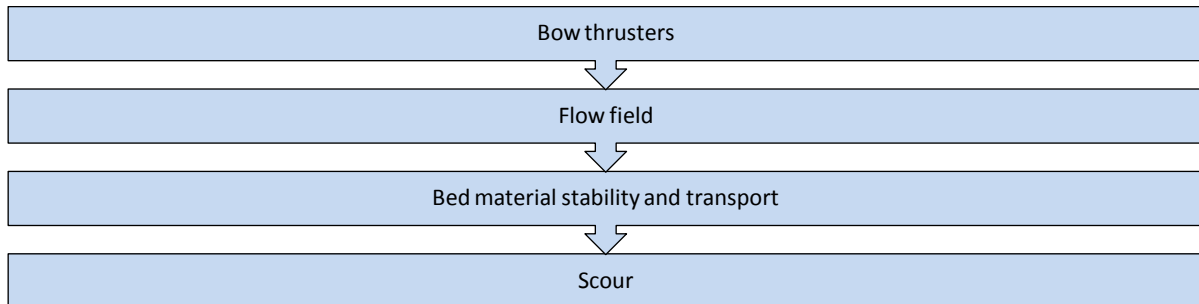 Bow thrusters
Flow field
Bed material stability and transport
Scour